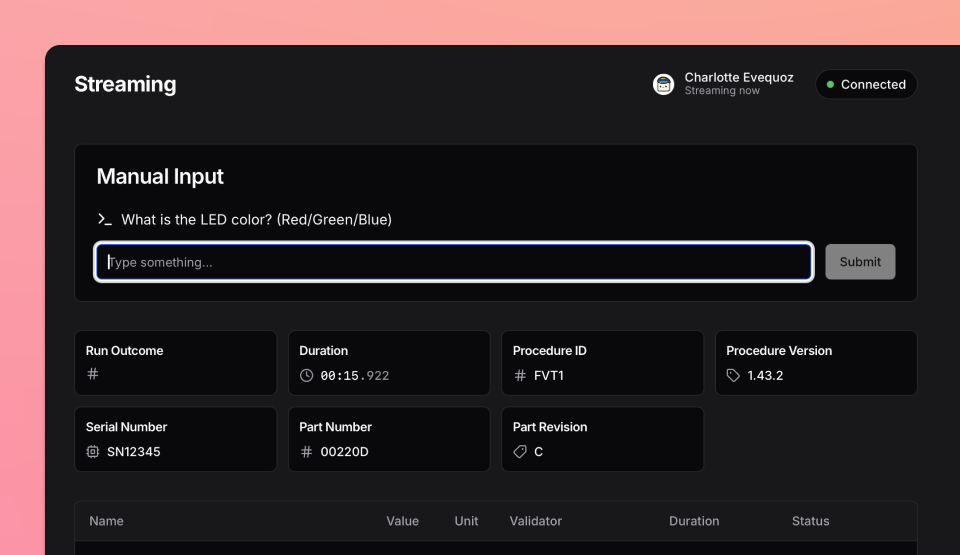 Streaming
Charlotte Evequoz
Streaming now
Connected
Manual Input
>_ What is the LED color? (Red/Green/Blue)
Type something...
Submit
Run Outcome
#
Duration
00:15.922
Procedure ID
# FVT1
Procedure Version
1.43.2
Serial Number
SN12345
Part Number
# 00220D
Part Revision
C
Name Value Unit Validator Duration Status